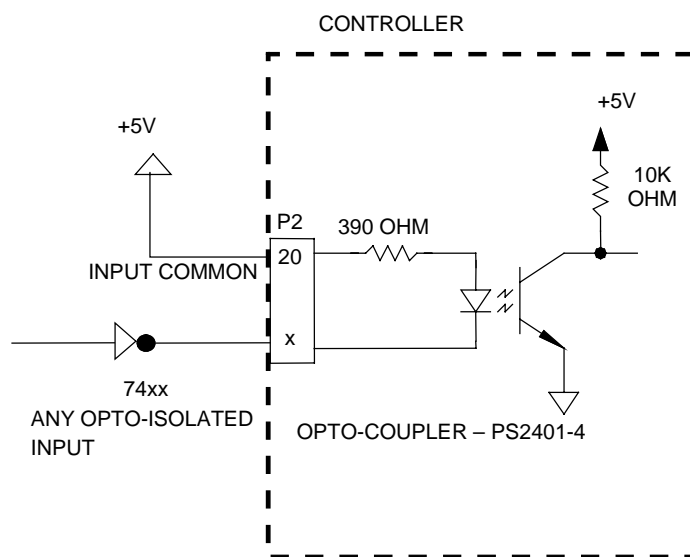 CONTROLLER
+5V
+5V
10K
OHM
P2
390 OHM
20
INPUT COMMON
x
74xx
ANY OPTO-ISOLATED
INPUT
OPTO-COUPLER – PS2401-4